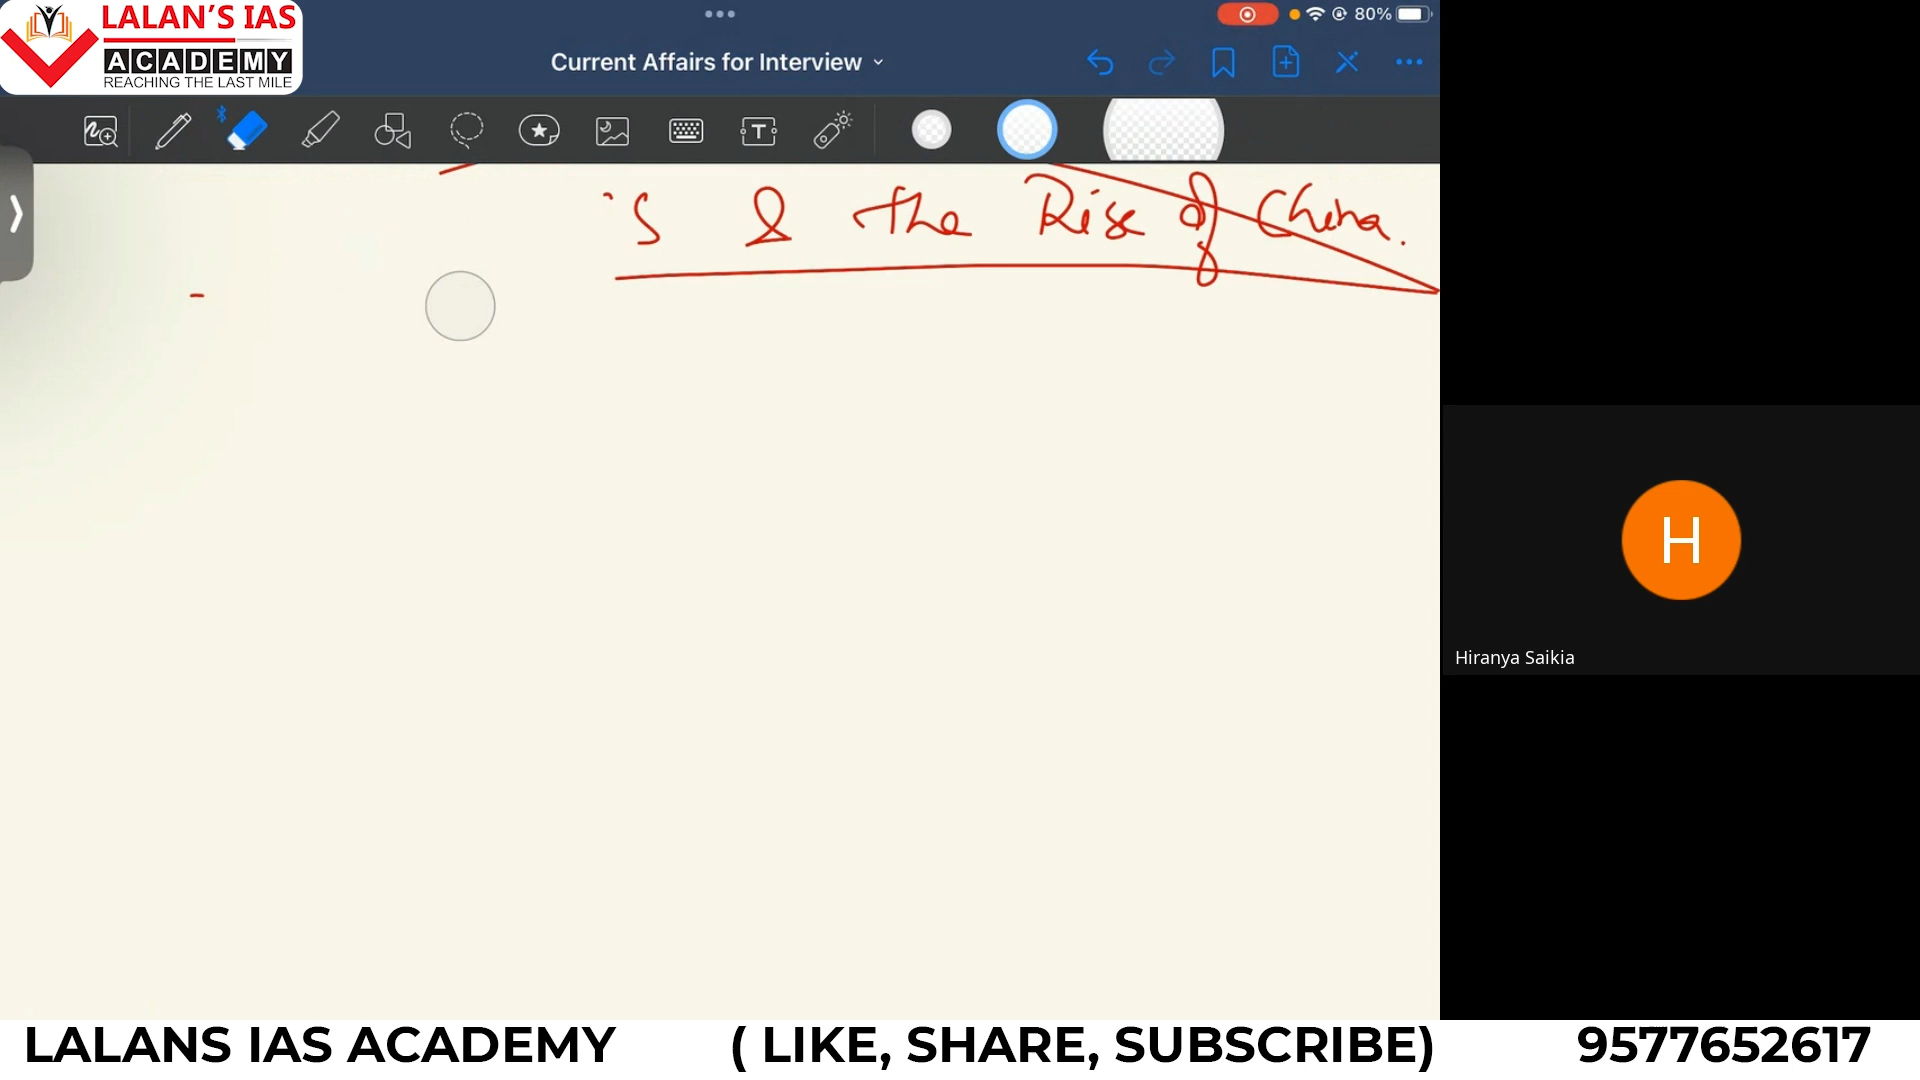 LALAN'S IAS
ACADEMY
REACHING THE LAST MILE
80%
Current Affairs for Interview
T
's & the Rise of China.
H
Hiranya Saikia
LALANS IAS ACADEMY ( LIKE, SHARE, SUBSCRIBE) 9577652617